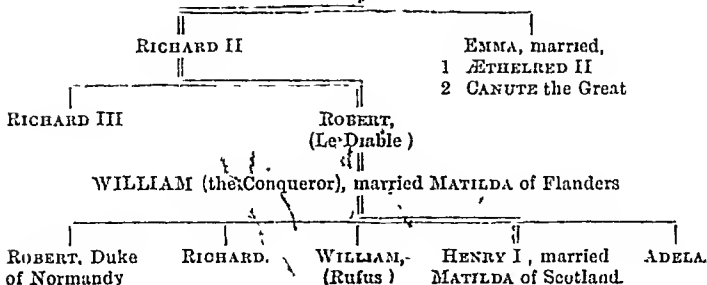 RICHARD II
EMMA, married,
1 ÆTHELRED II
2 CANUTE the Great
RICHARD III
ROBERT,
(Le Diable)
WILLIAM (the Conqueror), married MATILDA of Flanders
ROBERT, Duke of Normandy
RICHARD.
WILLIAM,
(Rufus)
HENRY I, married MATILDA of Scotland.
ADELA.